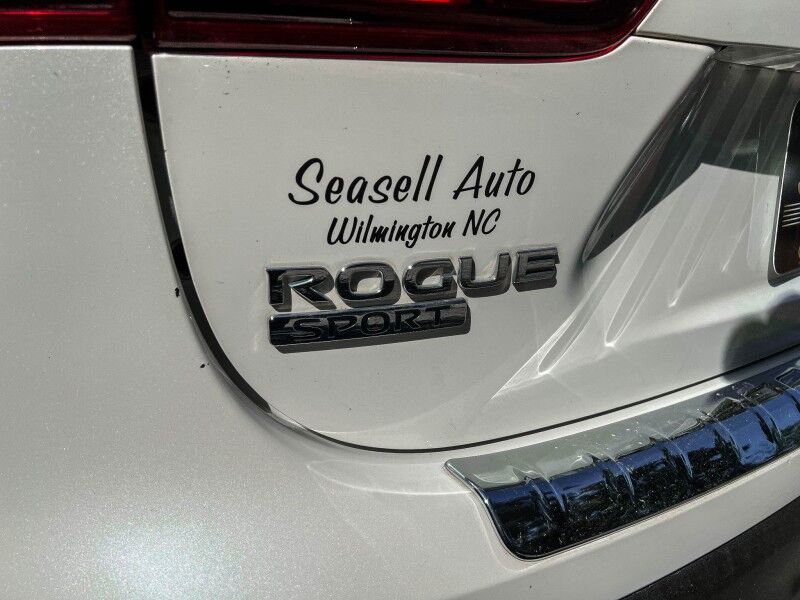 Seasell Auto
Wilmington NC
ROGUE
SPORT